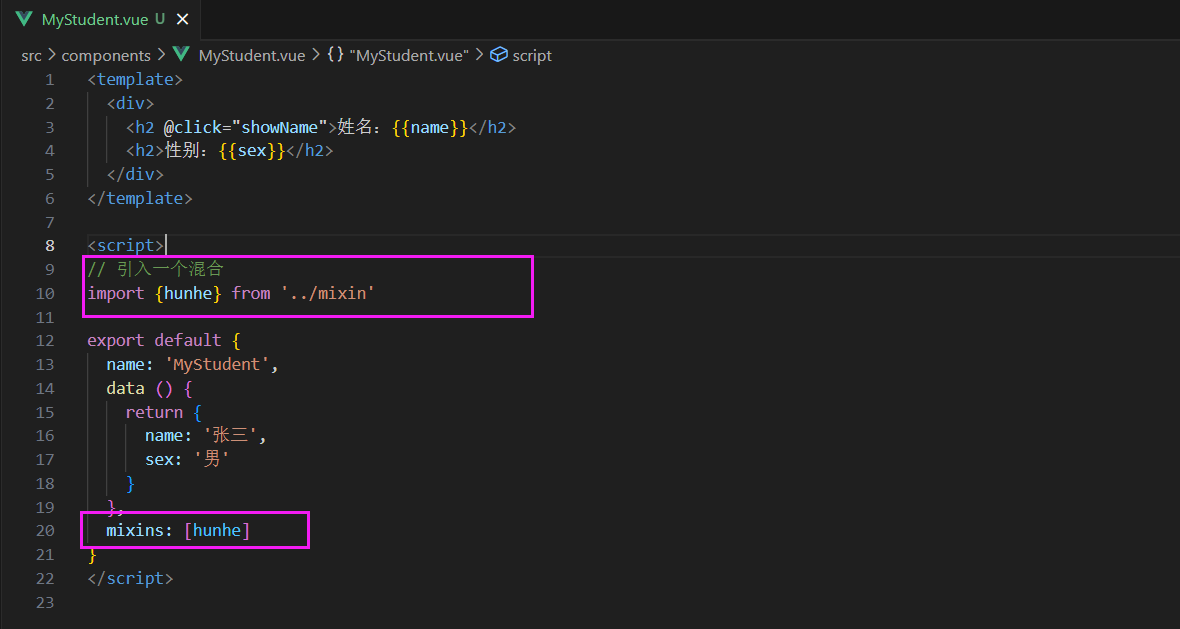 MyStudent.vue U
src > components > MyStudent.vue > {} "MyStudent.vue" > script
1 <template>
2 <div>
3 <h2 @click="showName">姓名：{{name}}</h2>
4 <h2>性别：{{sex}}</h2>
5 </div>
6 </template>
7
8 <script>
9 // 引入一个混合
10 import {hunhe} from '../mixin'
11
12 export default {
13 name: 'MyStudent',
14 data () {
15 return {
16 name: '张三',
17 sex: '男'
18 }
19 },
20 mixins: [hunhe]
21 }
22 </script>
23